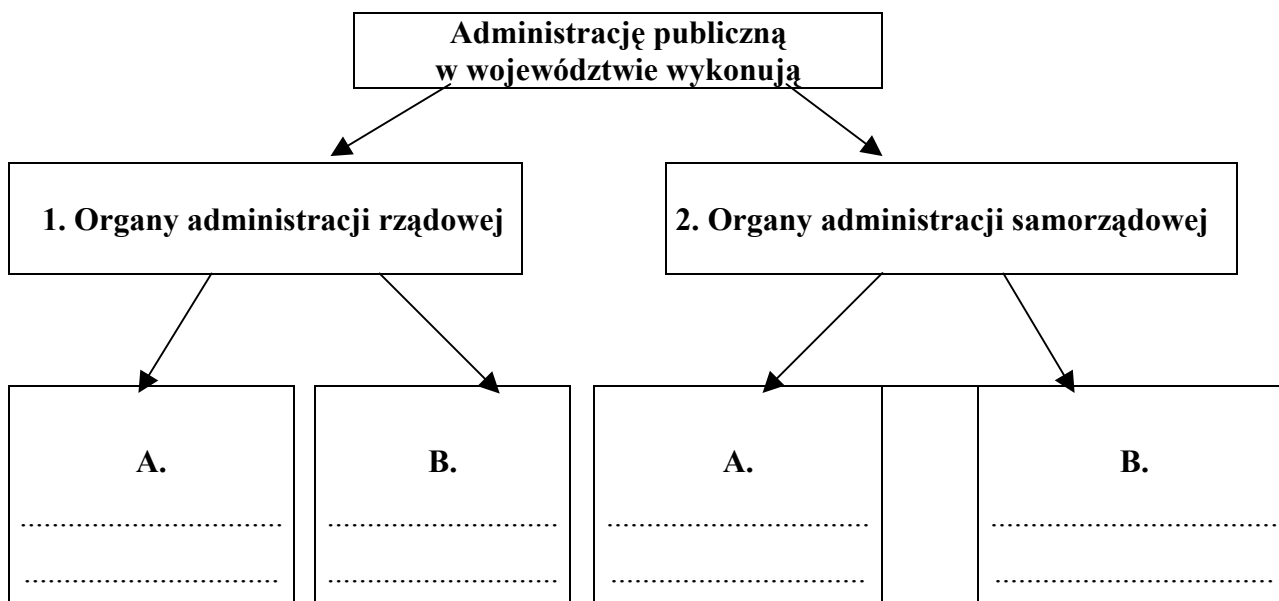 Administrację publiczną
w województwie wykonują
1. Organy administracji rządowej
2. Organy administracji samorządowej
A.
..................................
..................................
B.
..............................
..............................
A.
..................................
..................................
B.
.....................................
.....................................